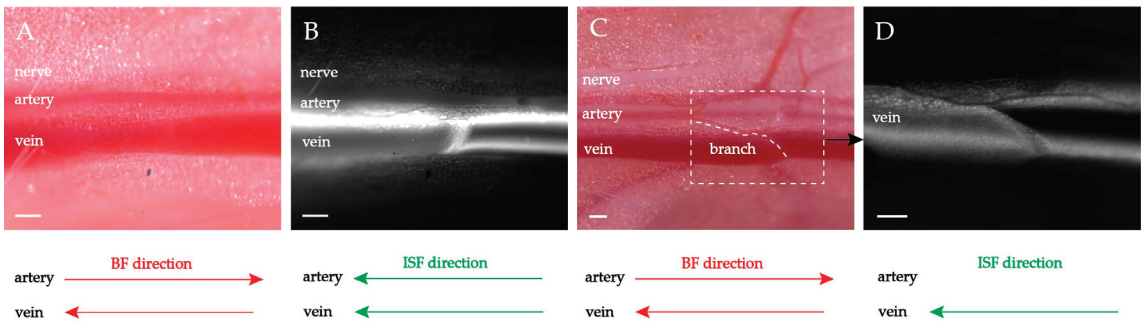 A
nerve
artery
vein
B
nerve
artery
vein
C
nerve
artery
vein
branch
D
vein
BF direction
artery
vein
ISF direction
artery
vein
BF direction
artery
vein
ISF direction
artery
vein